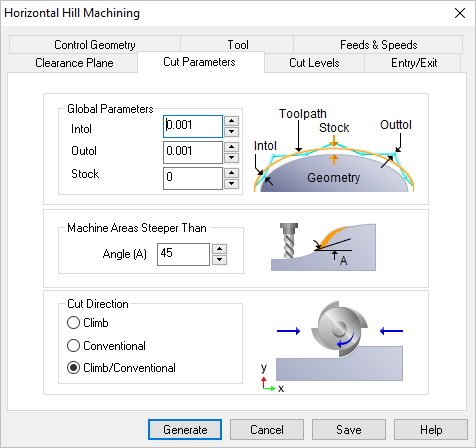 Horizontal Hill Machining
Control Geometry Tool Feeds & Speeds
Clearance Plane Cut Parameters Cut Levels Entry/Exit
Global Parameters
Intol 0.001
Outol 0.001
Stock 0
Toolpath
Stock
Outtol
Intol
Geometry
Machine Areas Steeper Than
Angle (A) 45
A
Cut Direction
Climb
Conventional
Climb/Conventional
y
x
Generate Cancel Save Help